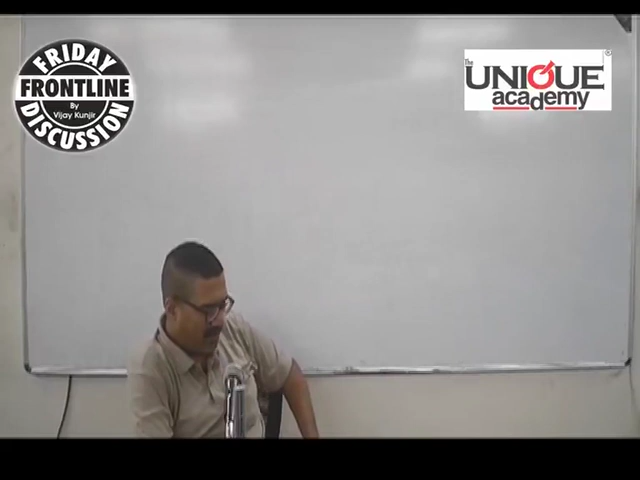 FRIDAY
FRONTLINE
By
Vijay Kunjir
DISCUSSION
The
UNIQUE
academy